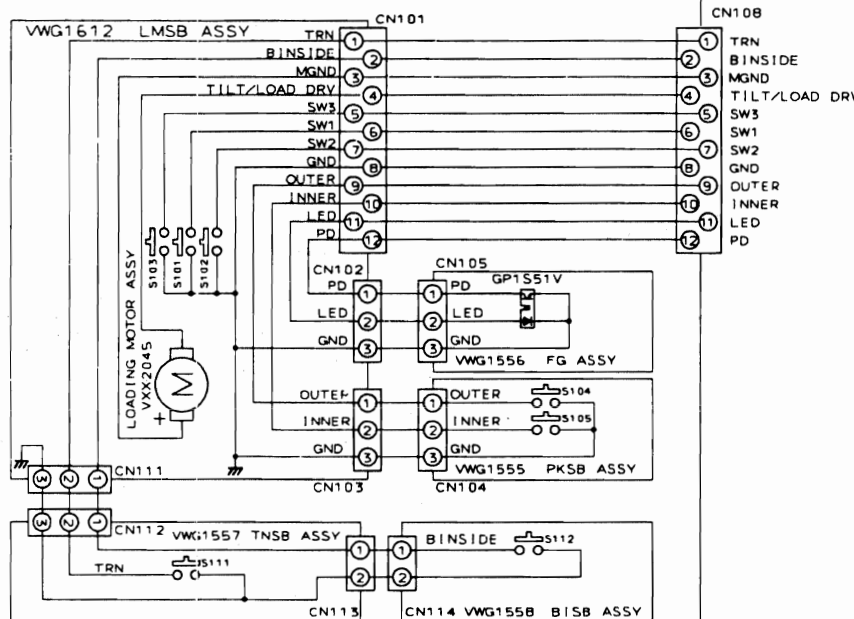 CN101
CN108
VWG1612 LMSB ASSY
TRN 1 1 TRN
BINSIDE 2 2 BINSIDE
MGND 3 3 MGND
TILT/LOAD DRV 4 4 TILT/LOAD DRV
SW3 5 5 SW3
SW1 6 6 SW1
SW2 7 7 SW2
GND 8 8 GND
OUTER 9 9 OUTER
INNER 10 10 INNER
LED 11 11 LED
PD 12 12 PD
S103 S101 S102
CN102
CN105
PD 1 1 PD
GP1S51V
LED 2 2 LED
GND 3 3 GND
VWG1556 FG ASSY
LOADING MOTOR ASSY
VXX2045
M
+
OUTER 1 1 OUTER
S104
INNER 2 2 INNER
S105
GND 3 3 GND
VWG1555 PKSB ASSY
CN103
CN104
3 2 1
CN111
3 2 1
CN112
VWG1557 TNSB ASSY
TRN
S111
1 1 BINSIDE
S112
2 2
CN113
CN114 VWG1558 BISB ASSY